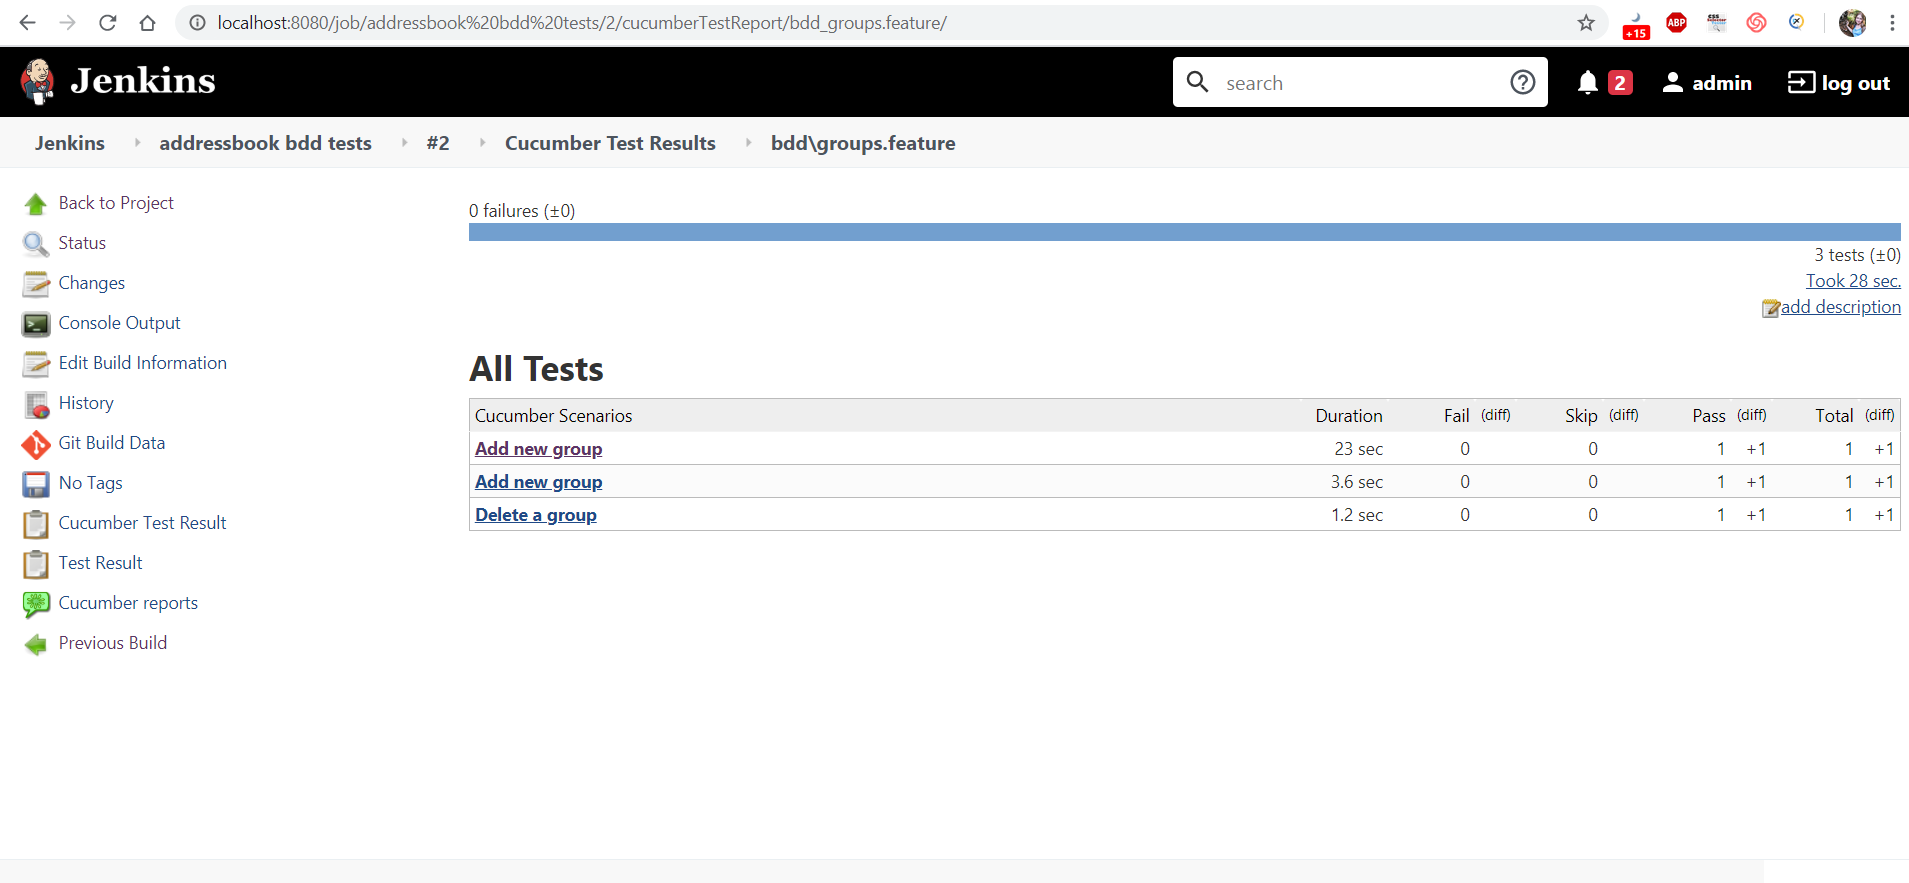 localhost:8080/job/addressbook%20bdd%20tests/2/cucumberTestReport/bdd_groups.feature/
+15
ABP
Jenkins
search
2
admin
log out
Jenkins
addressbook bdd tests
#2
Cucumber Test Results
bdd\groups.feature
Back to Project
Status
Changes
Console Output
Edit Build Information
History
Git Build Data
No Tags
Cucumber Test Result
Test Result
Cucumber reports
Previous Build
0 failures (±0)
3 tests (±0)
Took 28 sec.
add description
All Tests
Cucumber Scenarios Duration Fail (diff) Skip (diff) Pass (diff) Total (diff)
Add new group 23 sec 0 0 1 +1 1 +1
Add new group 3.6 sec 0 0 1 +1 1 +1
Delete a group 1.2 sec 0 0 1 +1 1 +1